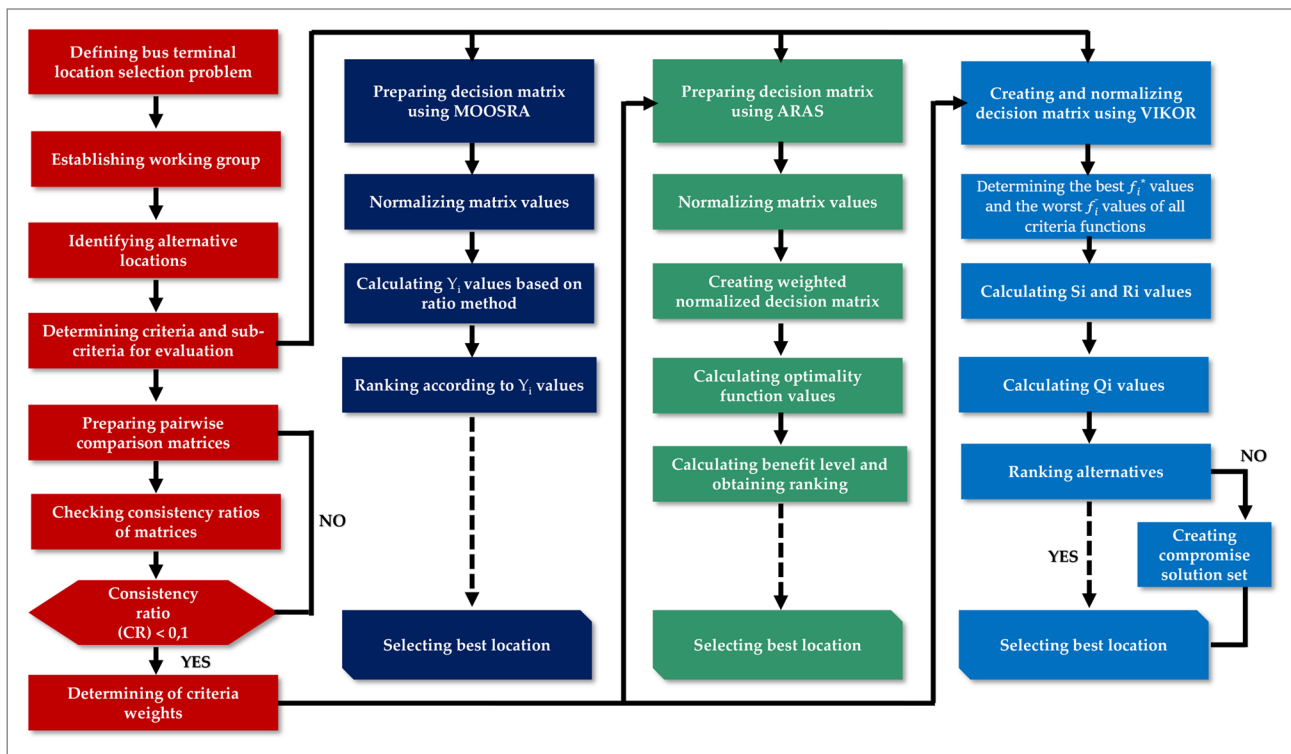 Defining bus terminal
location selection problem
Establishing working group
Identifying alternative
locations
Determining criteria and sub-
criteria for evaluation
Preparing pairwise
comparison matrices
Checking consistency ratios
of matrices
NO
Consistency
ratio
(CR) < 0,1
YES
Determining of criteria
weights
Preparing decision matrix
using MOOSRA
Normalizing matrix values
Calculating Yᵢ values based on
ratio method
Ranking according to Yᵢ values
Selecting best location
Preparing decision matrix
using ARAS
Normalizing matrix values
Creating weighted
normalized decision matrix
Calculating optimality
function values
Calculating benefit level and
obtaining ranking
Selecting best location
Creating and normalizing
decision matrix using VIKOR
Determining the best fᵢ* values
and the worst fᵢ⁻ values of all
criteria functions
Calculating Si and Ri values
Calculating Qi values
Ranking alternatives
NO
YES
Creating
compromise
solution set
Selecting best location